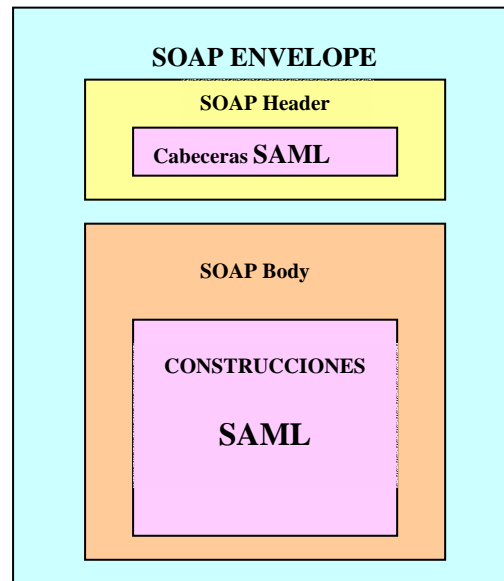 SOAP ENVELOPE
SOAP Header
Cabeceras SAML
SOAP Body
CONSTRUCCIONES
SAML